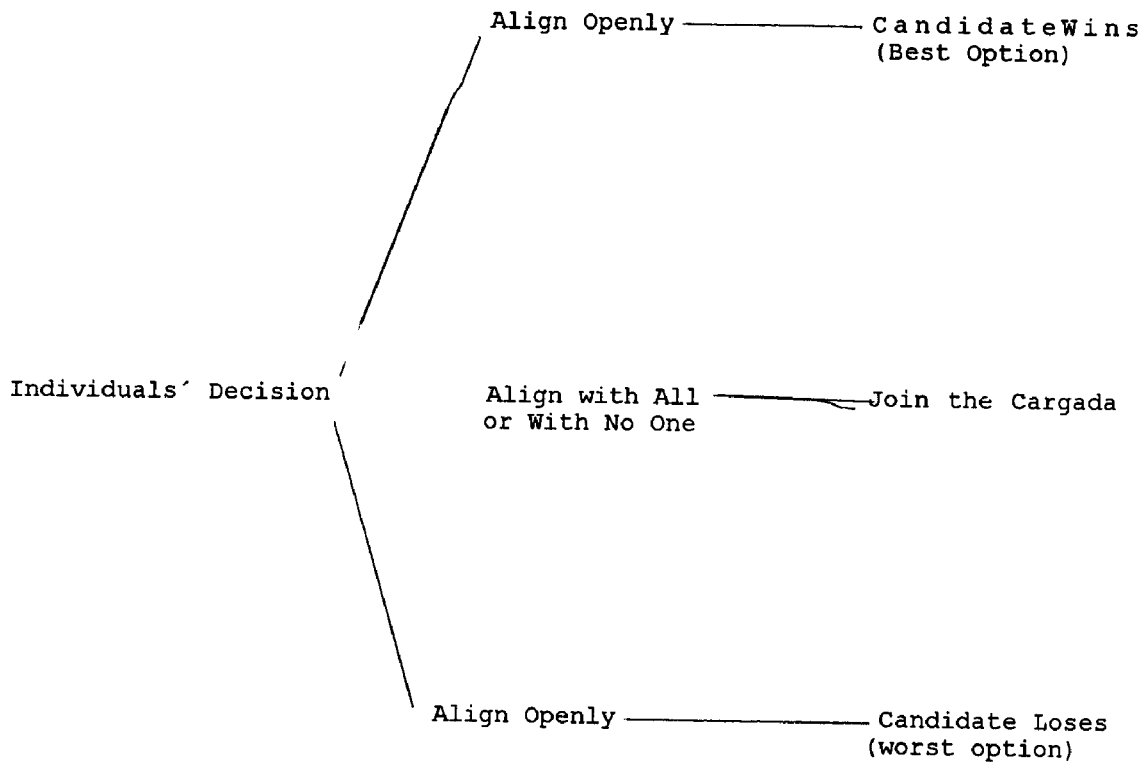 Align Openly
CandidateWins
(Best Option)
Individuals´ Decision
Align with All
or With No One
Join the Cargada
Align Openly
Candidate Loses
(worst option)